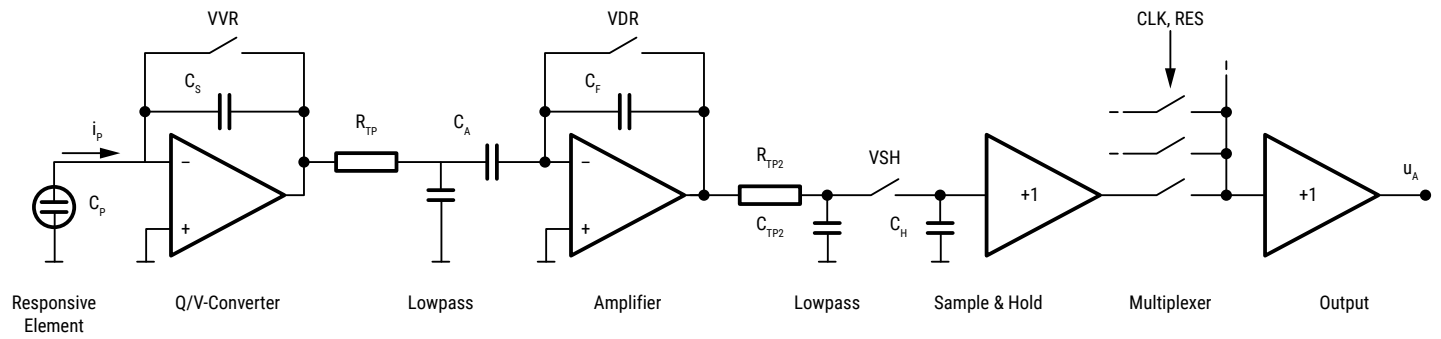 VVR
VDR
CLK, RES
C_S
C_F
i_P
R_TP
C_A
R_TP2
VSH
u_A
−
−
+1
+1
C_P
+
+
C_TP2
C_H
Responsive
Element
Q/V-Converter
Lowpass
Amplifier
Lowpass
Sample & Hold
Multiplexer
Output